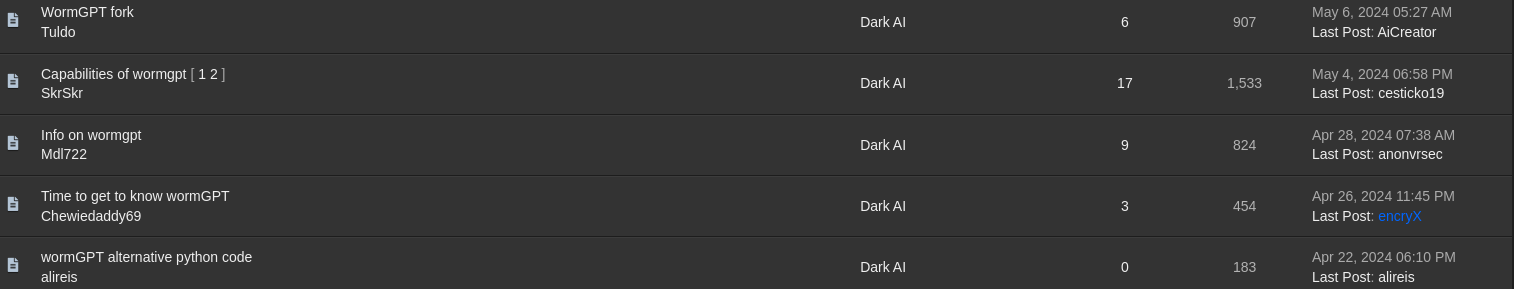 WormGPT fork
Tuldo
Dark AI
6
907
May 6, 2024 05:27 AM
Last Post: AiCreator
Capabilities of wormgpt [ 1 2 ]
SkrSkr
Dark AI
17
1,533
May 4, 2024 06:58 PM
Last Post: cesticko19
Info on wormgpt
Mdl722
Dark AI
9
824
Apr 28, 2024 07:38 AM
Last Post: anonvrsec
Time to get to know wormGPT
Chewiedaddy69
Dark AI
3
454
Apr 26, 2024 11:45 PM
Last Post: encryX
wormGPT alternative python code
alireis
Dark AI
0
183
Apr 22, 2024 06:10 PM
Last Post: alireis